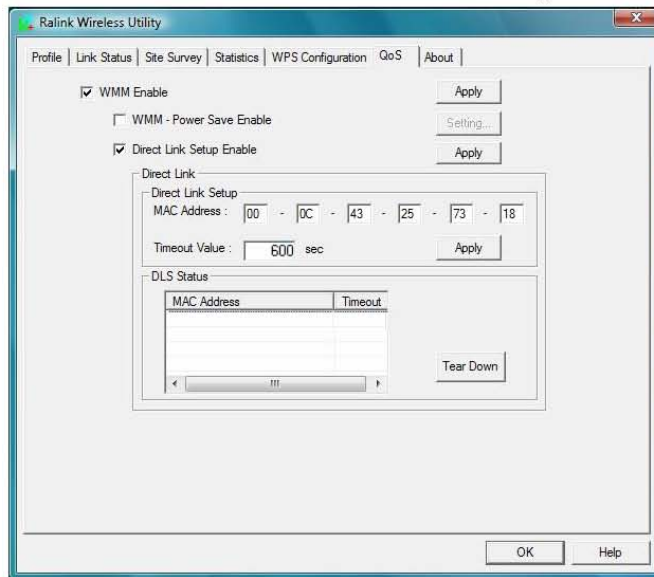 Ralink Wireless Utility
Profile Link Status Site Survey Statistics WPS Configuration QoS About
WMM Enable Apply
WMM - Power Save Enable Setting...
Direct Link Setup Enable Apply
Direct Link
Direct Link Setup
MAC Address : 00 - 0C - 43 - 25 - 73 - 18
Timeout Value : 600 sec Apply
DLS Status
MAC Address Timeout
Tear Down
OK Help